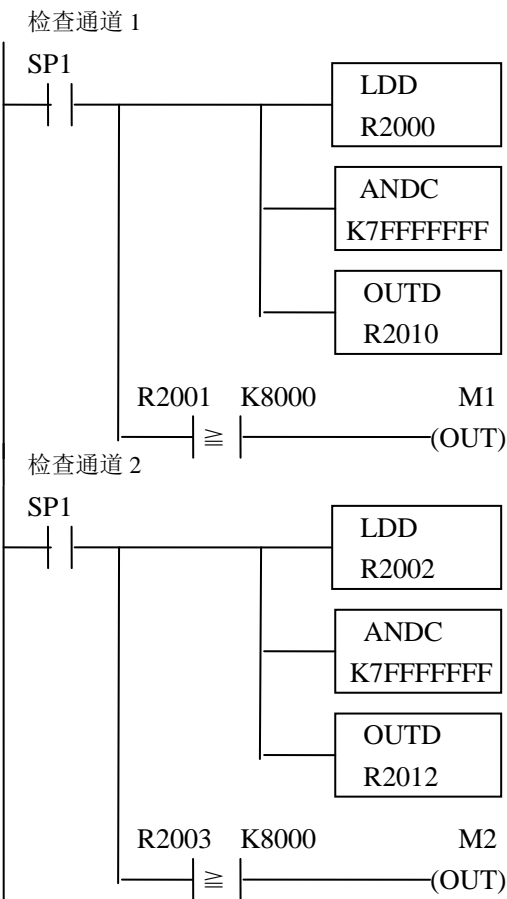 检查通道 1
SP1
LDD
R2000
ANDC
K7FFFFFFF
OUTD
R2010
R2001 K8000 M1
≧ (OUT)
检查通道 2
SP1
LDD
R2002
ANDC
K7FFFFFFF
OUTD
R2012
R2003 K8000 M2
≧ (OUT)